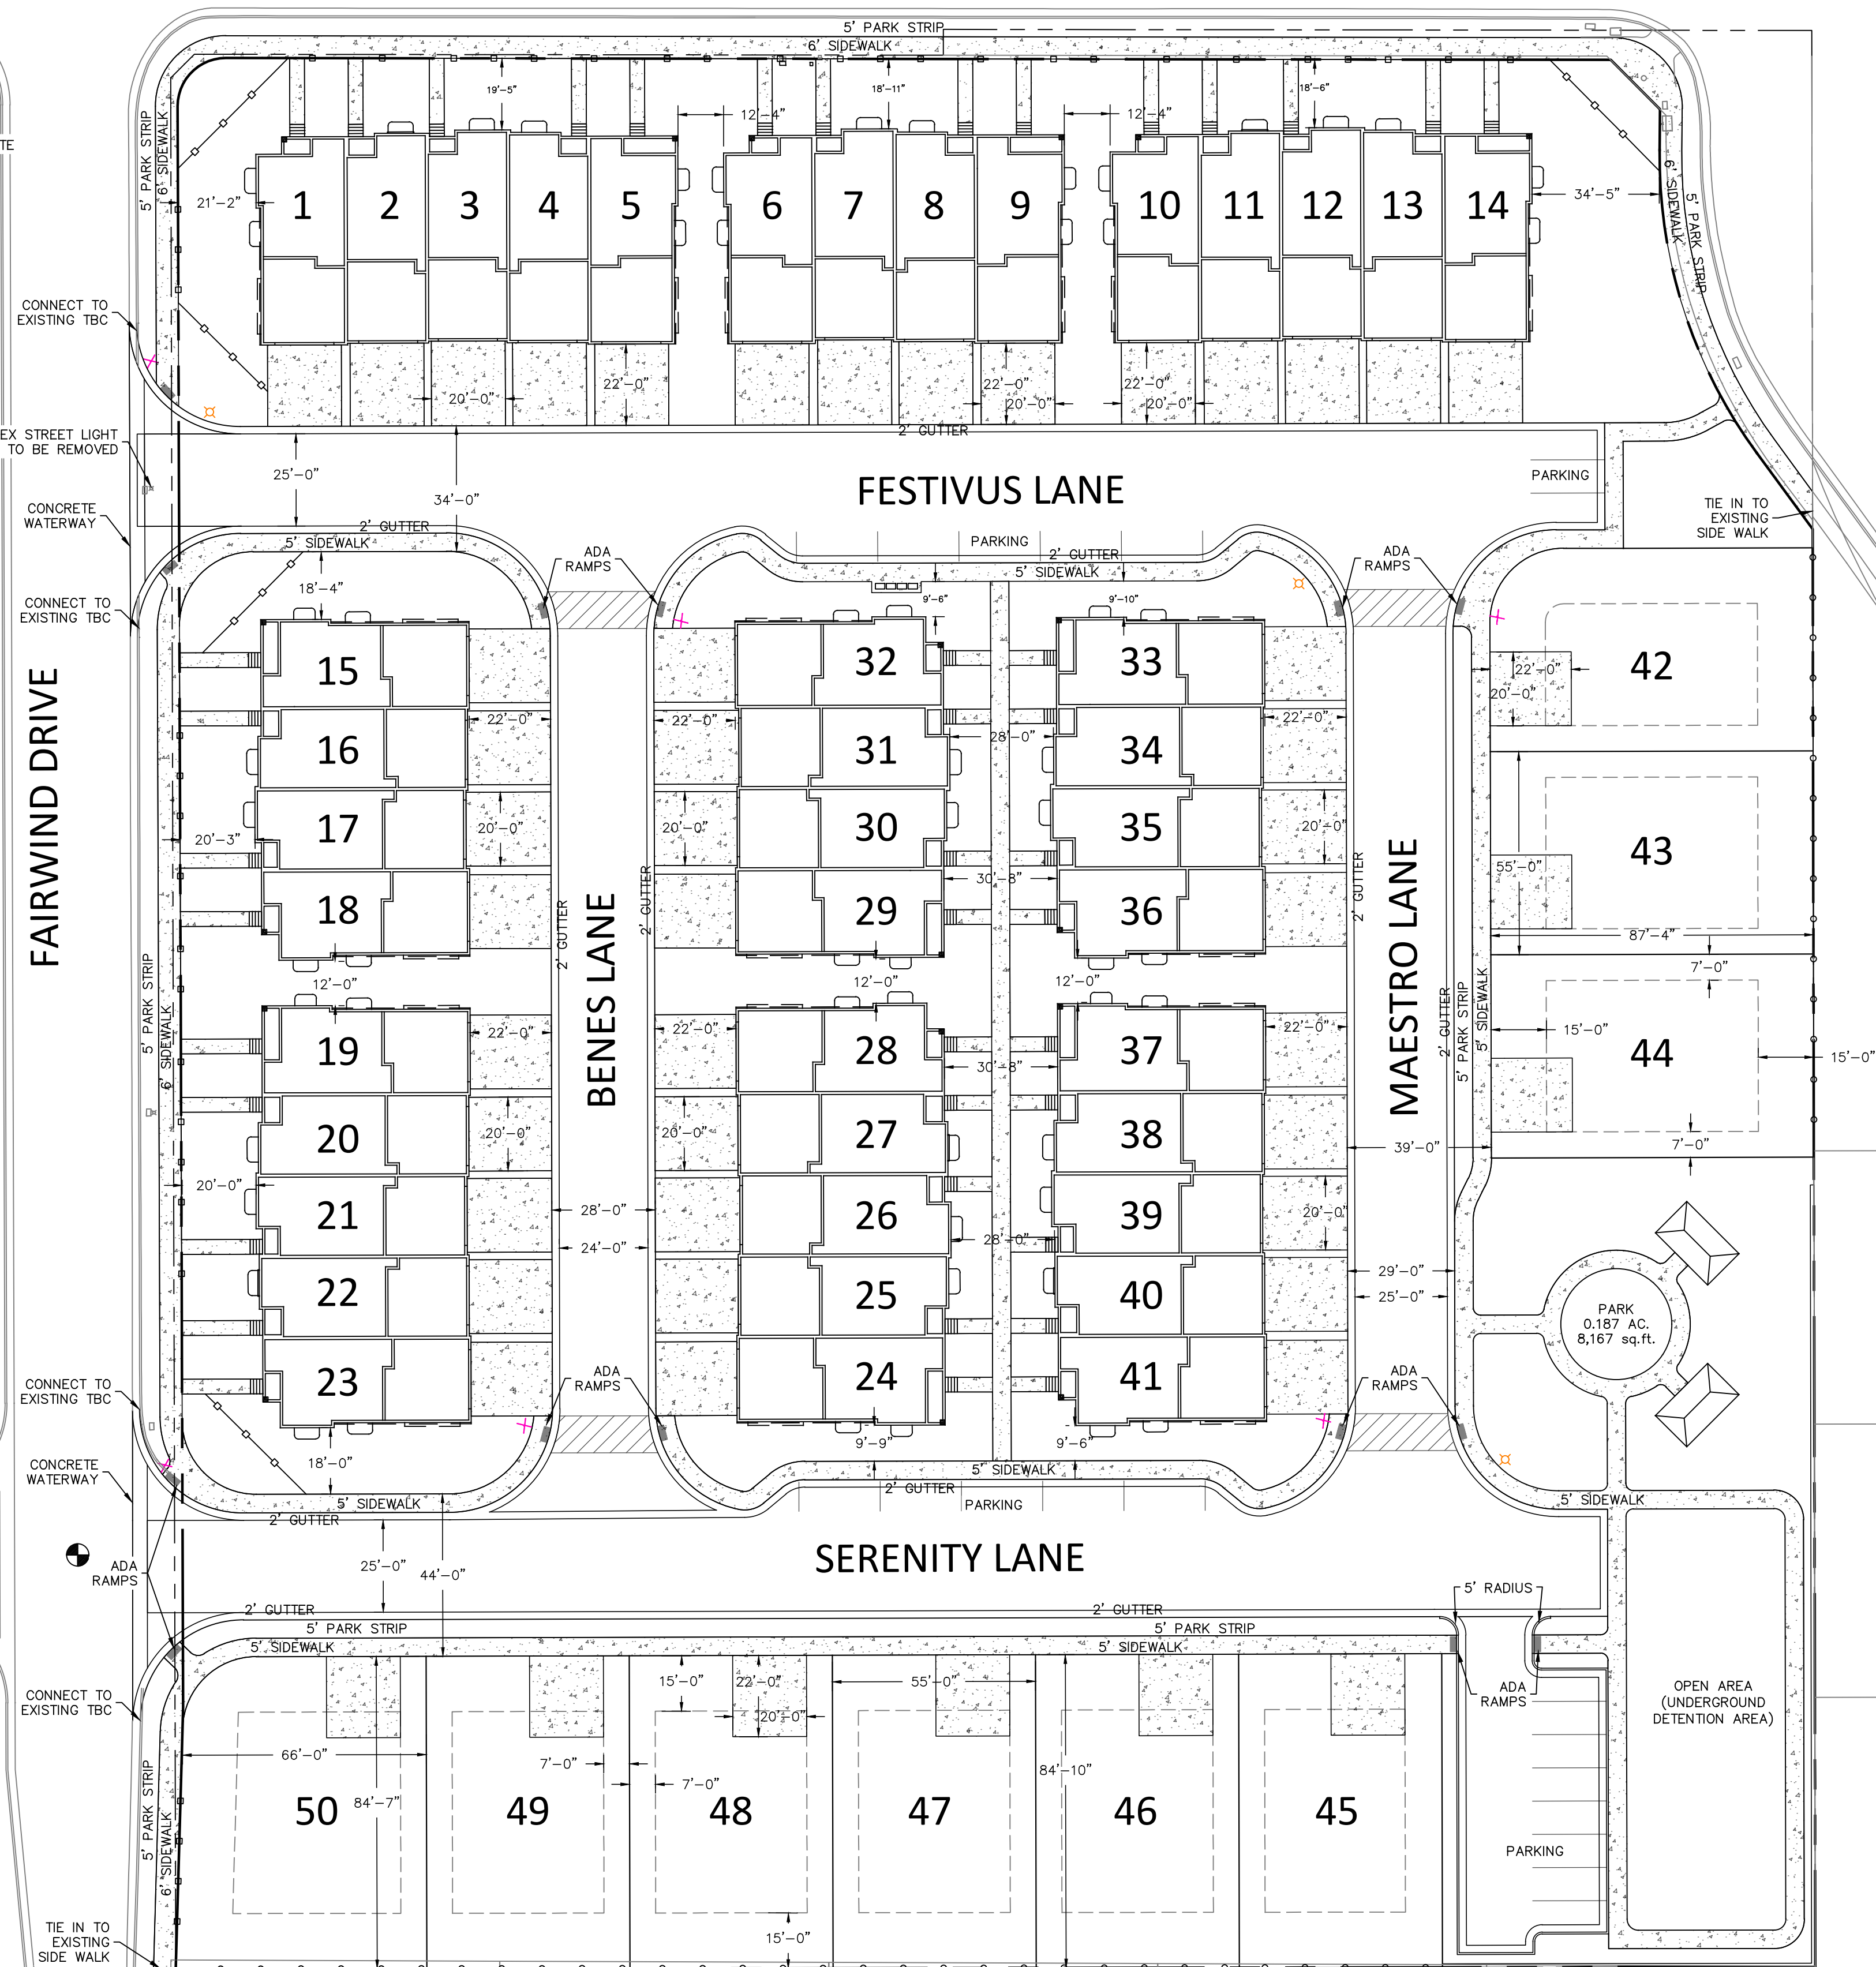 5' PARK STRIP
6' SIDEWALK
19'-5"
18'-11"
18'-6"
12'-4"
12'-4"
TE
5' PARK STRIP
6' SIDEWALK
21'-2"
1
2
3
4
5
6
7
8
9
10
11
12
13
14
34'-5"
6' SIDEWALK
5' PARK STRIP
CONNECT TO
EXISTING TBC
22'-0"
20'-0"
22'-0"
20'-0"
22'-0"
20'-0"
2' GUTTER
EX STREET LIGHT
TO BE REMOVED
25'-0"
34'-0"
FESTIVUS LANE
PARKING
CONCRETE
WATERWAY
TIE IN TO
EXISTING
SIDE WALK
2' GUTTER
5' SIDEWALK
ADA
RAMPS
PARKING
2' GUTTER
5' SIDEWALK
ADA
RAMPS
18'-4"
9'-6"
9'-10"
CONNECT TO
EXISTING TBC
FAIRWIND DRIVE
15
32
33
42
22'-0"
20'-0"
22'-0"
22'-0"
28'-0"
22'-0"
16
31
34
17
30
35
43
20'-3"
20'-0"
20'-0"
20'-0"
55'-0"
2' GUTTER
2' GUTTER
2' GUTTER
30'-8"
18
29
36
BENES LANE
MAESTRO LANE
87'-4"
7'-0"
5' PARK STRIP
6' SIDEWALK
12'-0"
12'-0"
12'-0"
2' GUTTER
5' PARK STRIP
5' SIDEWALK
22'-0"
22'-0"
22'-0"
15'-0"
15'-0"
19
28
37
44
30'-8"
20
27
38
20'-0"
20'-0"
39'-0"
7'-0"
20'-0"
21
26
39
28'-0"
24'-0"
28'-0"
20'-0"
29'-0"
25'-0"
22
25
40
PARK
0.187 AC.
8,167 sq.ft.
23
24
41
CONNECT TO
EXISTING TBC
ADA
RAMPS
ADA
RAMPS
9'-9"
9'-6"
18'-0"
CONCRETE
WATERWAY
5' SIDEWALK
2' GUTTER
5' SIDEWALK
2' GUTTER
PARKING
5' SIDEWALK
ADA
RAMPS
25'-0"
44'-0"
SERENITY LANE
5' RADIUS
2' GUTTER
2' GUTTER
5' PARK STRIP
5' PARK STRIP
5' SIDEWALK
5' SIDEWALK
CONNECT TO
EXISTING TBC
15'-0"
22'-0"
20'-0"
55'-0"
ADA
RAMPS
OPEN AREA
(UNDERGROUND
DETENTION AREA)
66'-0"
7'-0"
7'-0"
84'-10"
84'-7"
50
49
48
47
46
45
5' PARK STRIP
6' SIDEWALK
PARKING
15'-0"
TIE IN TO
EXISTING
SIDE WALK